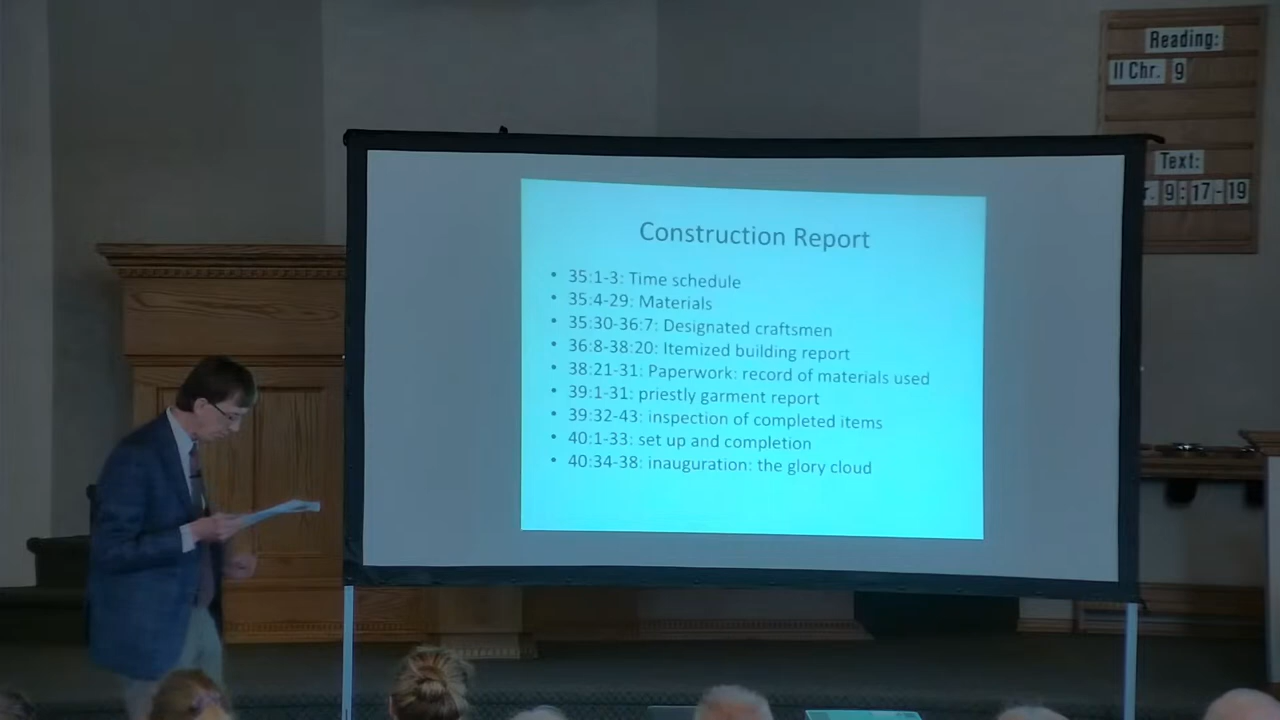 Reading:
II Chr. 9
Text:
r. 9:17-19
Construction Report
• 35:1-3: Time schedule
• 35:4-29: Materials
• 35:30-36:7: Designated craftsmen
• 36:8-38:20: Itemized building report
• 38:21-31: Paperwork: record of materials used
• 39:1-31: priestly garment report
• 39:32-43: inspection of completed items
• 40:1-33: set up and completion
• 40:34-38: inauguration: the glory cloud